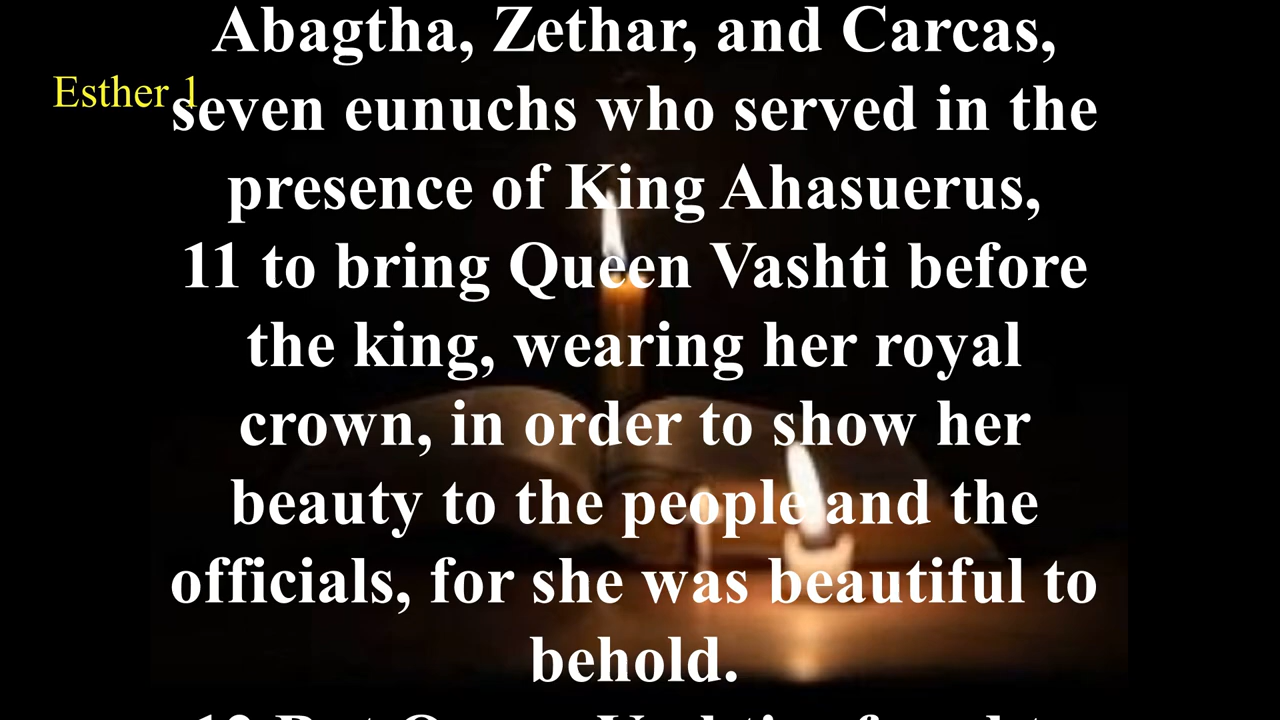 Abagtha, Zethar, and Carcas,
Esther 1
seven eunuchs who served in the
presence of King Ahasuerus,
11 to bring Queen Vashti before
the king, wearing her royal
crown, in order to show her
beauty to the people and the
officials, for she was beautiful to
behold.